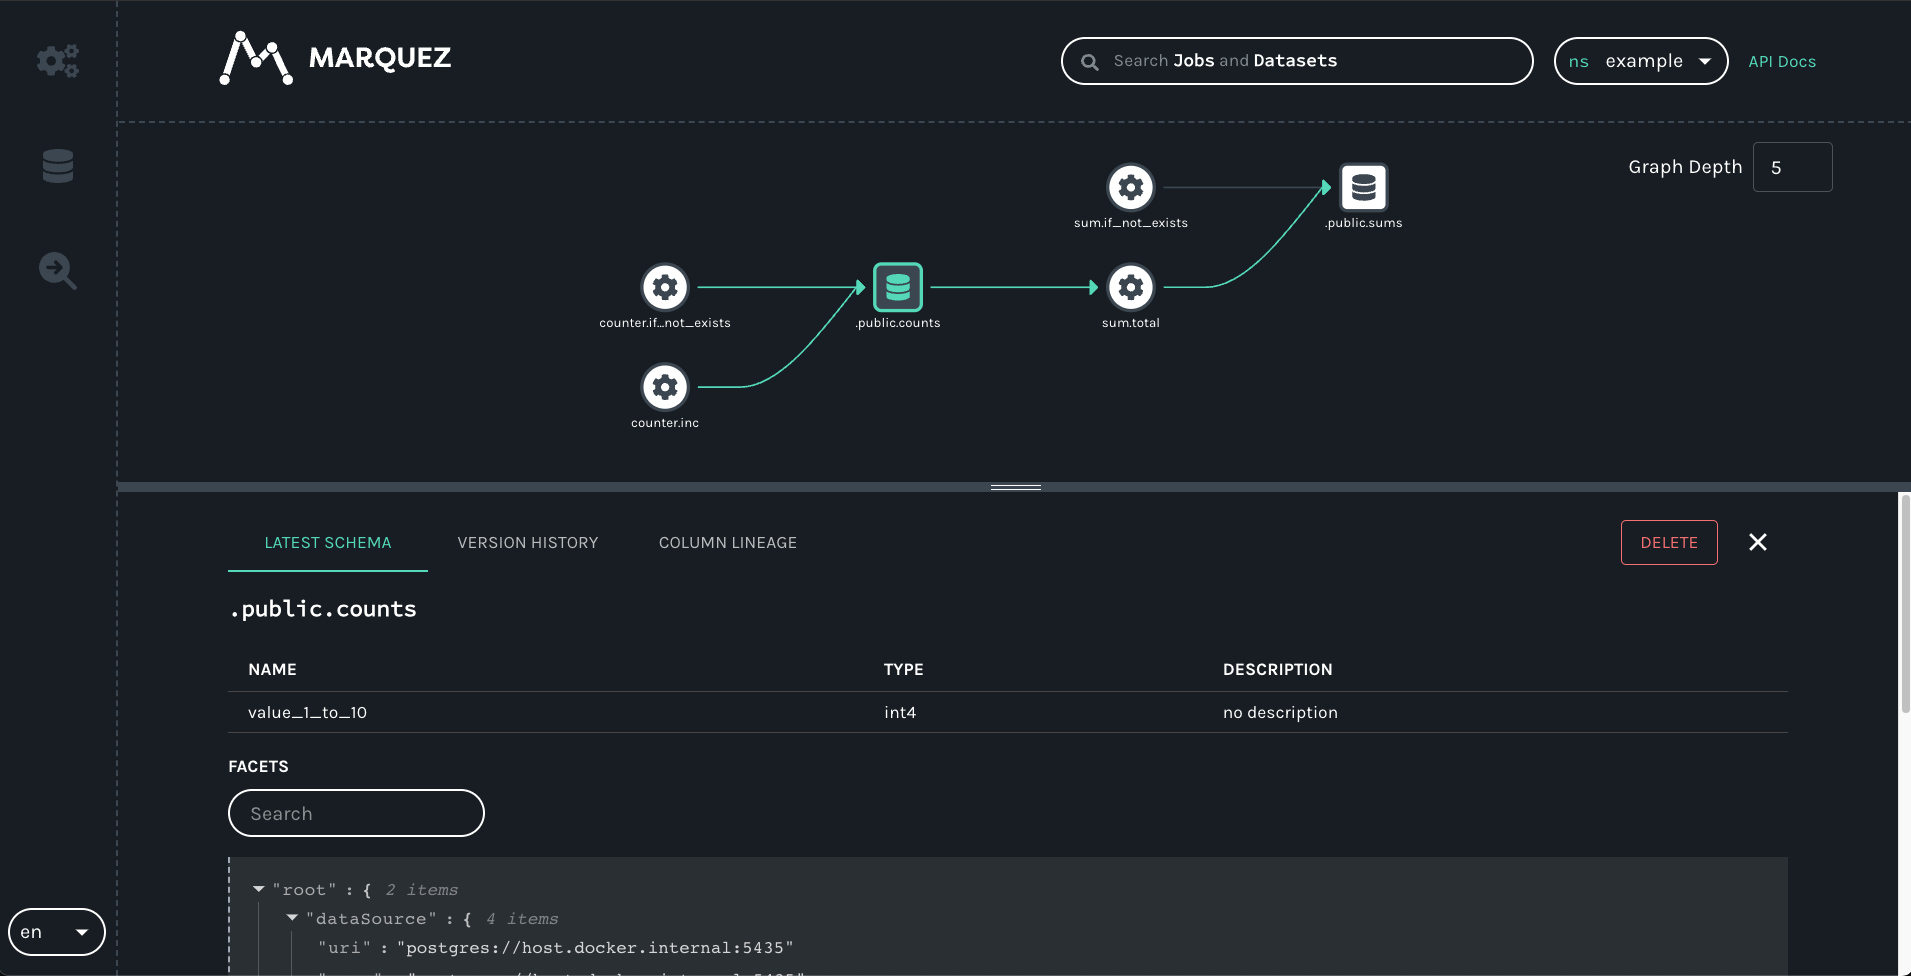 MARQUEZ
Search Jobs and Datasets
ns example
API Docs
Graph Depth 5
sum.if_not_exists
.public.sums
counter.if...not_exists
.public.counts
sum.total
counter.inc
LATEST SCHEMA
VERSION HISTORY
COLUMN LINEAGE
DELETE
.public.counts
NAME TYPE DESCRIPTION
value_1_to_10 int4 no description
FACETS
Search
"root" : { 2 items
"dataSource" : { 4 items
"uri" : "postgres://host.docker.internal:5435"
en